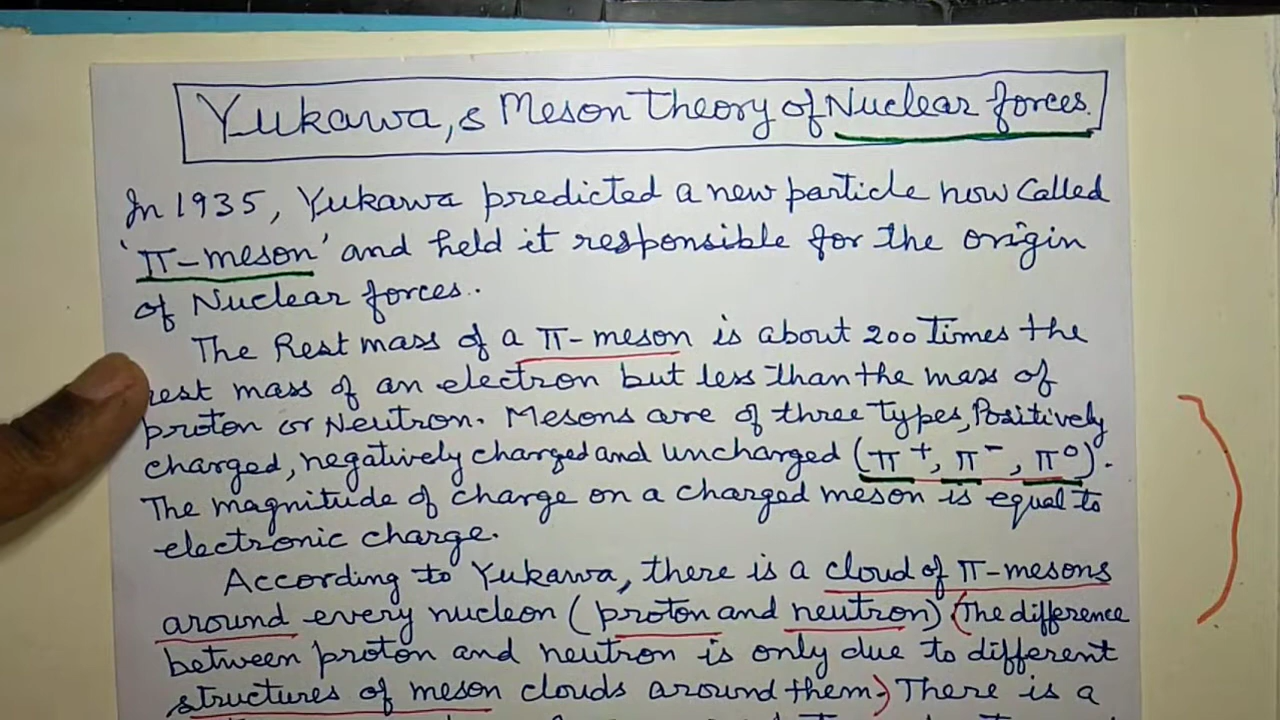 Yukawa,s Meson Theory of Nuclear forces.
In 1935, Yukawa predicted a new particle now called
'π-meson' and held it responsible for the origin
of Nuclear forces.
The Rest mass of a π-meson is about 200 Times the
rest mass of an electron but less than the mass of
proton or Neutron. Mesons are of three types, Positively
charged, negatively charged and uncharged (π+, π-, π0).
The magnitude of charge on a charged meson is equal to
electronic charge.
According to Yukawa, there is a cloud of π-mesons
around every nucleon (proton and neutron) (The difference
between proton and neutron is only due to different
structures of meson clouds around them) There is a